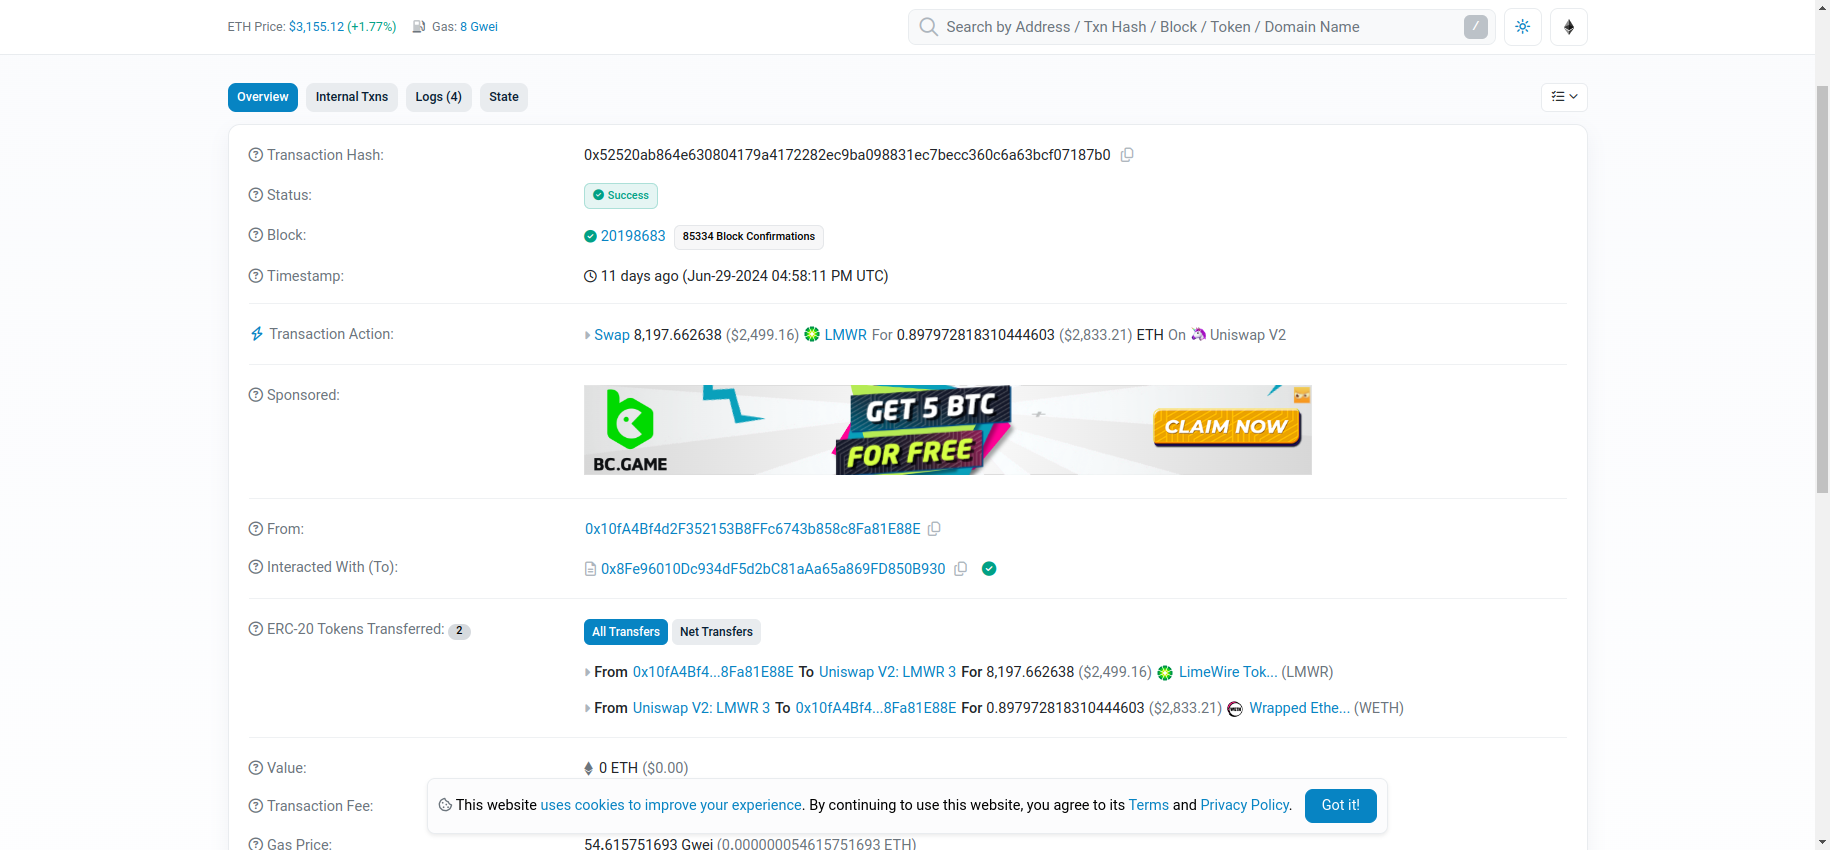 ETH Price: $3,155.12 (+1.77%) Gas: 8 Gwei
Search by Address / Txn Hash / Block / Token / Domain Name /
Overview Internal Txns Logs (4) State
Transaction Hash: 0x52520ab864e630804179a4172282ec9ba098831ec7becc360c6a63bcf07187b0
Status: Success
Block: 20198683 85334 Block Confirmations
Timestamp: 11 days ago (Jun-29-2024 04:58:11 PM UTC)
Transaction Action: Swap 8,197.662638 ($2,499.16) LMWR For 0.897972818310444603 ($2,833.21) ETH On Uniswap V2
Sponsored:
BC.GAME
GET 5 BTC
FOR FREE
CLAIM NOW
From: 0x10fA4Bf4d2F352153B8FFc6743b858c8Fa81E88E
Interacted With (To): 0x8Fe96010Dc934dF5d2bC81aAa65a869FD850B930
ERC-20 Tokens Transferred: 2 All Transfers Net Transfers
From 0x10fA4Bf4...8Fa81E88E To Uniswap V2: LMWR 3 For 8,197.662638 ($2,499.16) LimeWire Tok... (LMWR)
From Uniswap V2: LMWR 3 To 0x10fA4Bf4...8Fa81E88E For 0.897972818310444603 ($2,833.21) Wrapped Ethe... (WETH)
Value: 0 ETH ($0.00)
Transaction Fee:
This website uses cookies to improve your experience. By continuing to use this website, you agree to its Terms and Privacy Policy. Got it!
Gas Price: 54.615751693 Gwei (0.000000054615751693 ETH)